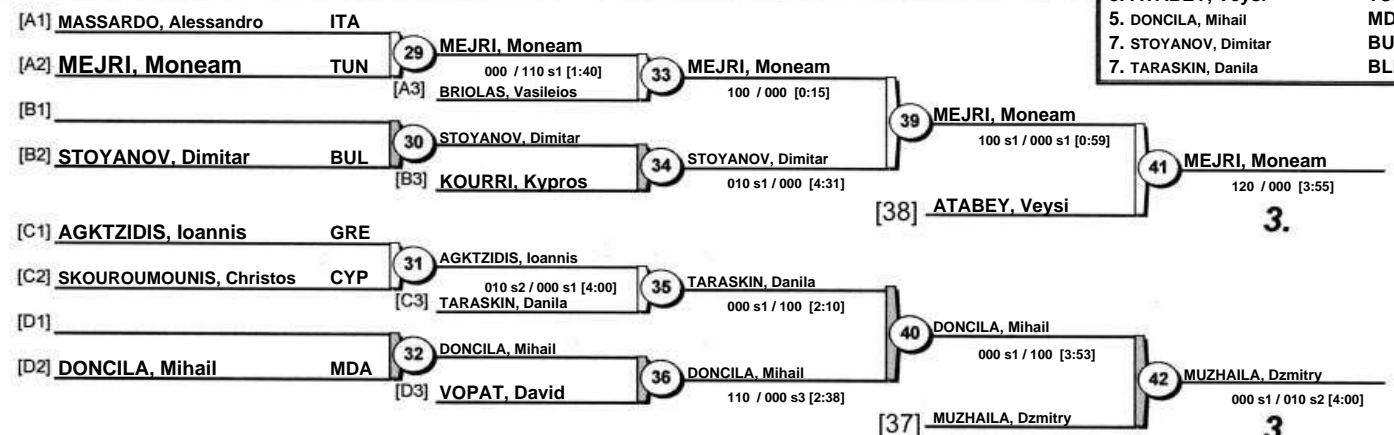 [A1] MASSARDO, Alessandro ITA
[A2] MEJRI, Moneam TUN
29 MEJRI, Moneam
000 / 110 s1 [1:40]
[A3] BRIOLAS, Vasileios
33 MEJRI, Moneam
100 / 000 [0:15]
[B1]
[B2] STOYANOV, Dimitar BUL
30 STOYANOV, Dimitar
[B3] KOURRI, Kypros
34 STOYANOV, Dimitar
010 s1 / 000 [4:31]
39 MEJRI, Moneam
100 s1 / 000 s1 [0:59]
[38] ATABEY, Veysi
41 MEJRI, Moneam
120 / 000 [3:55]
3.
[C1] AGKTZIDIS, Ioannis GRE
[C2] SKOUROUMOUNIS, Christos CYP
31 AGKTZIDIS, Ioannis
010 s2 / 000 s1 [4:00]
[C3] TARASKIN, Danila
35 TARASKIN, Danila
000 s1 / 100 [2:10]
[D1]
[D2] DONCILA, Mihail MDA
32 DONCILA, Mihail
[D3] VOPAT, David
36 DONCILA, Mihail
110 / 000 s3 [2:38]
40 DONCILA, Mihail
000 s1 / 100 [3:53]
[37] MUZHAILA, Dzmitry
42 MUZHAILA, Dzmitry
000 s1 / 010 s2 [4:00]
3
5. DONCILA, Mihail MD
7. STOYANOV, Dimitar BU
7. TARASKIN, Danila BL